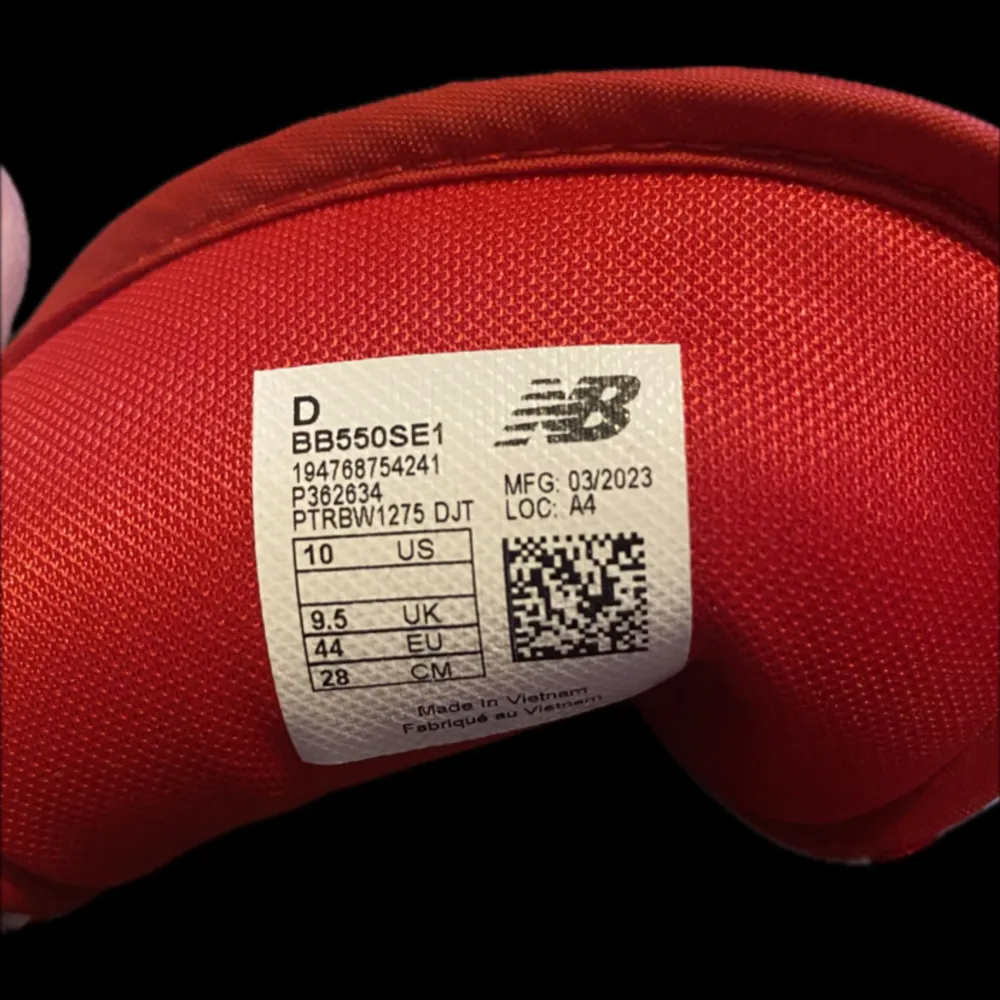 D
BB550SE1
194768754241
P362634
PTRBW1275 DJT
10 US
9.5 UK
44 EU
28 CM
NB
MFG: 03/2023
LOC: A4
Made In Vietnam
Fabriqué au Vietnam